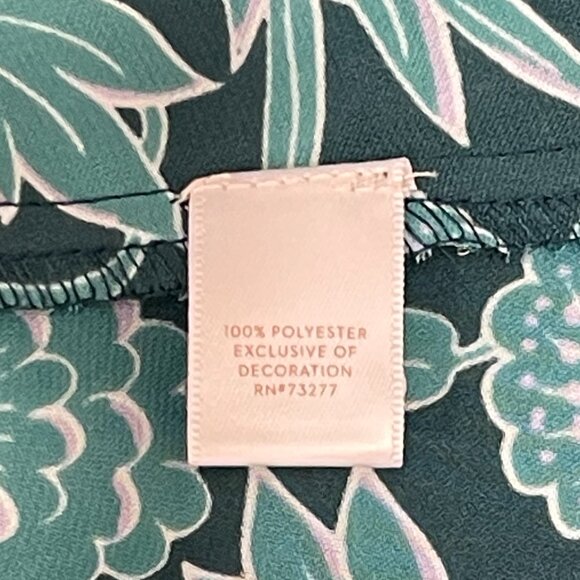 100% POLYESTER
EXCLUSIVE OF
DECORATION
RN#73277